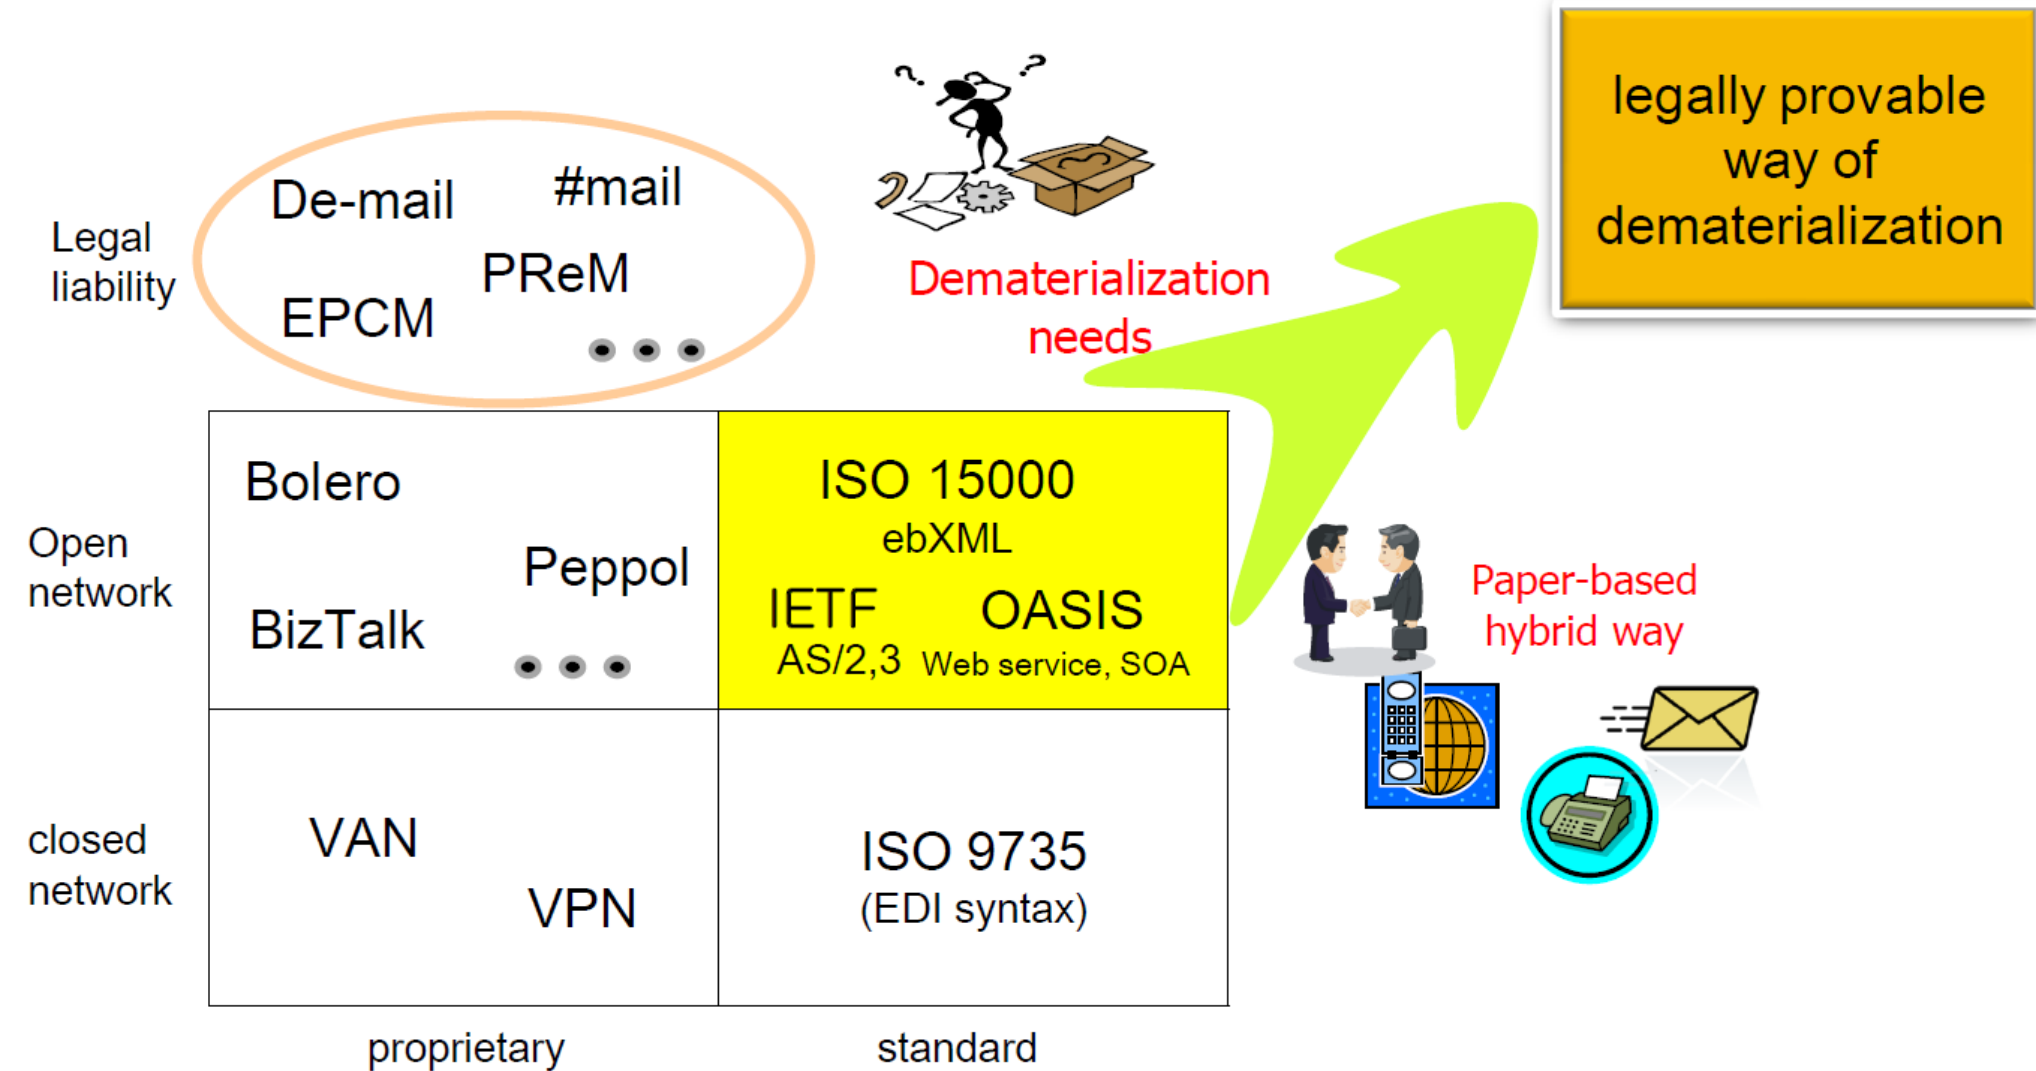 legally provable
way of
dematerialization
De-mail
#mail
Legal
liability
PReM
EPCM
Dematerialization
needs
Bolero
ISO 15000
ebXML
Open
network
Peppol
BizTalk
IETF
OASIS
AS/2,3
Web service, SOA
Paper-based
hybrid way
closed
network
VAN
VPN
ISO 9735
(EDI syntax)
proprietary
standard